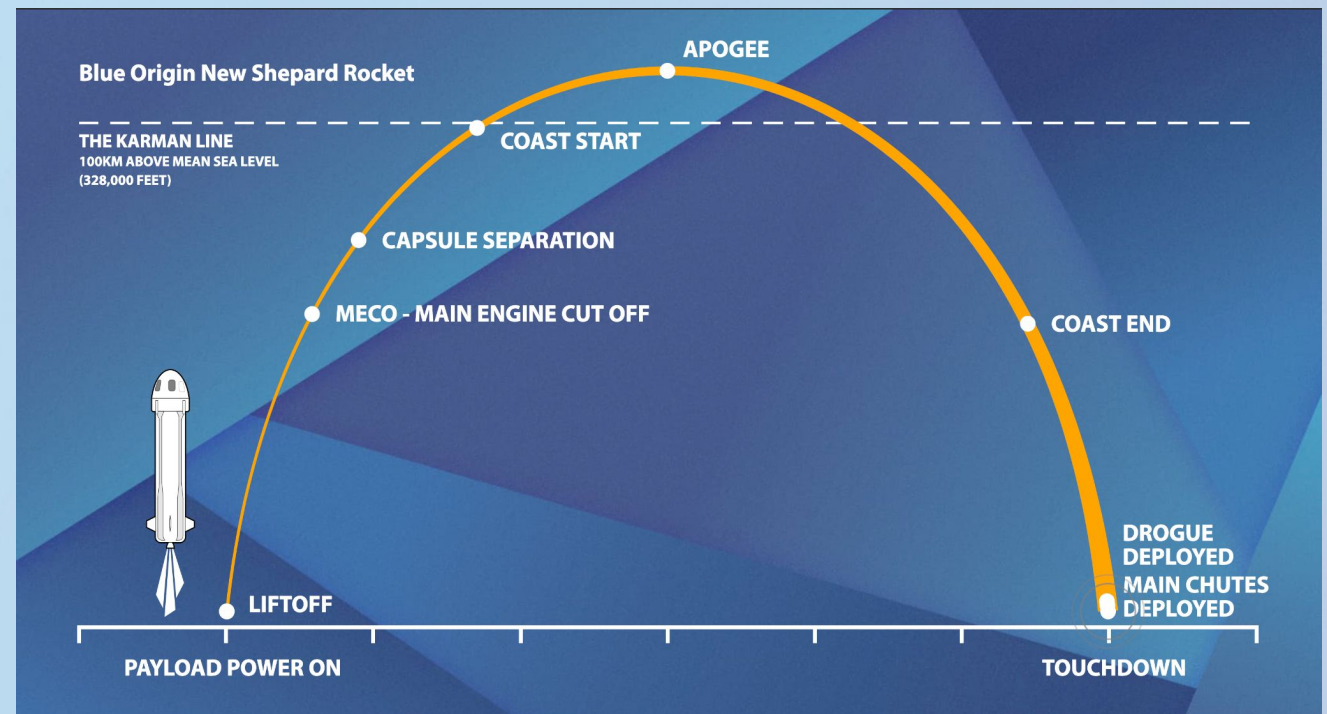 Blue Origin New Shepard Rocket
APOGEE
THE KARMAN LINE
100KM ABOVE MEAN SEA LEVEL
(328,000 FEET)
COAST START
CAPSULE SEPARATION
MECO - MAIN ENGINE CUT OFF
COAST END
DROGUE
DEPLOYED
MAIN CHUTES
DEPLOYED
LIFTOFF
PAYLOAD POWER ON
TOUCHDOWN